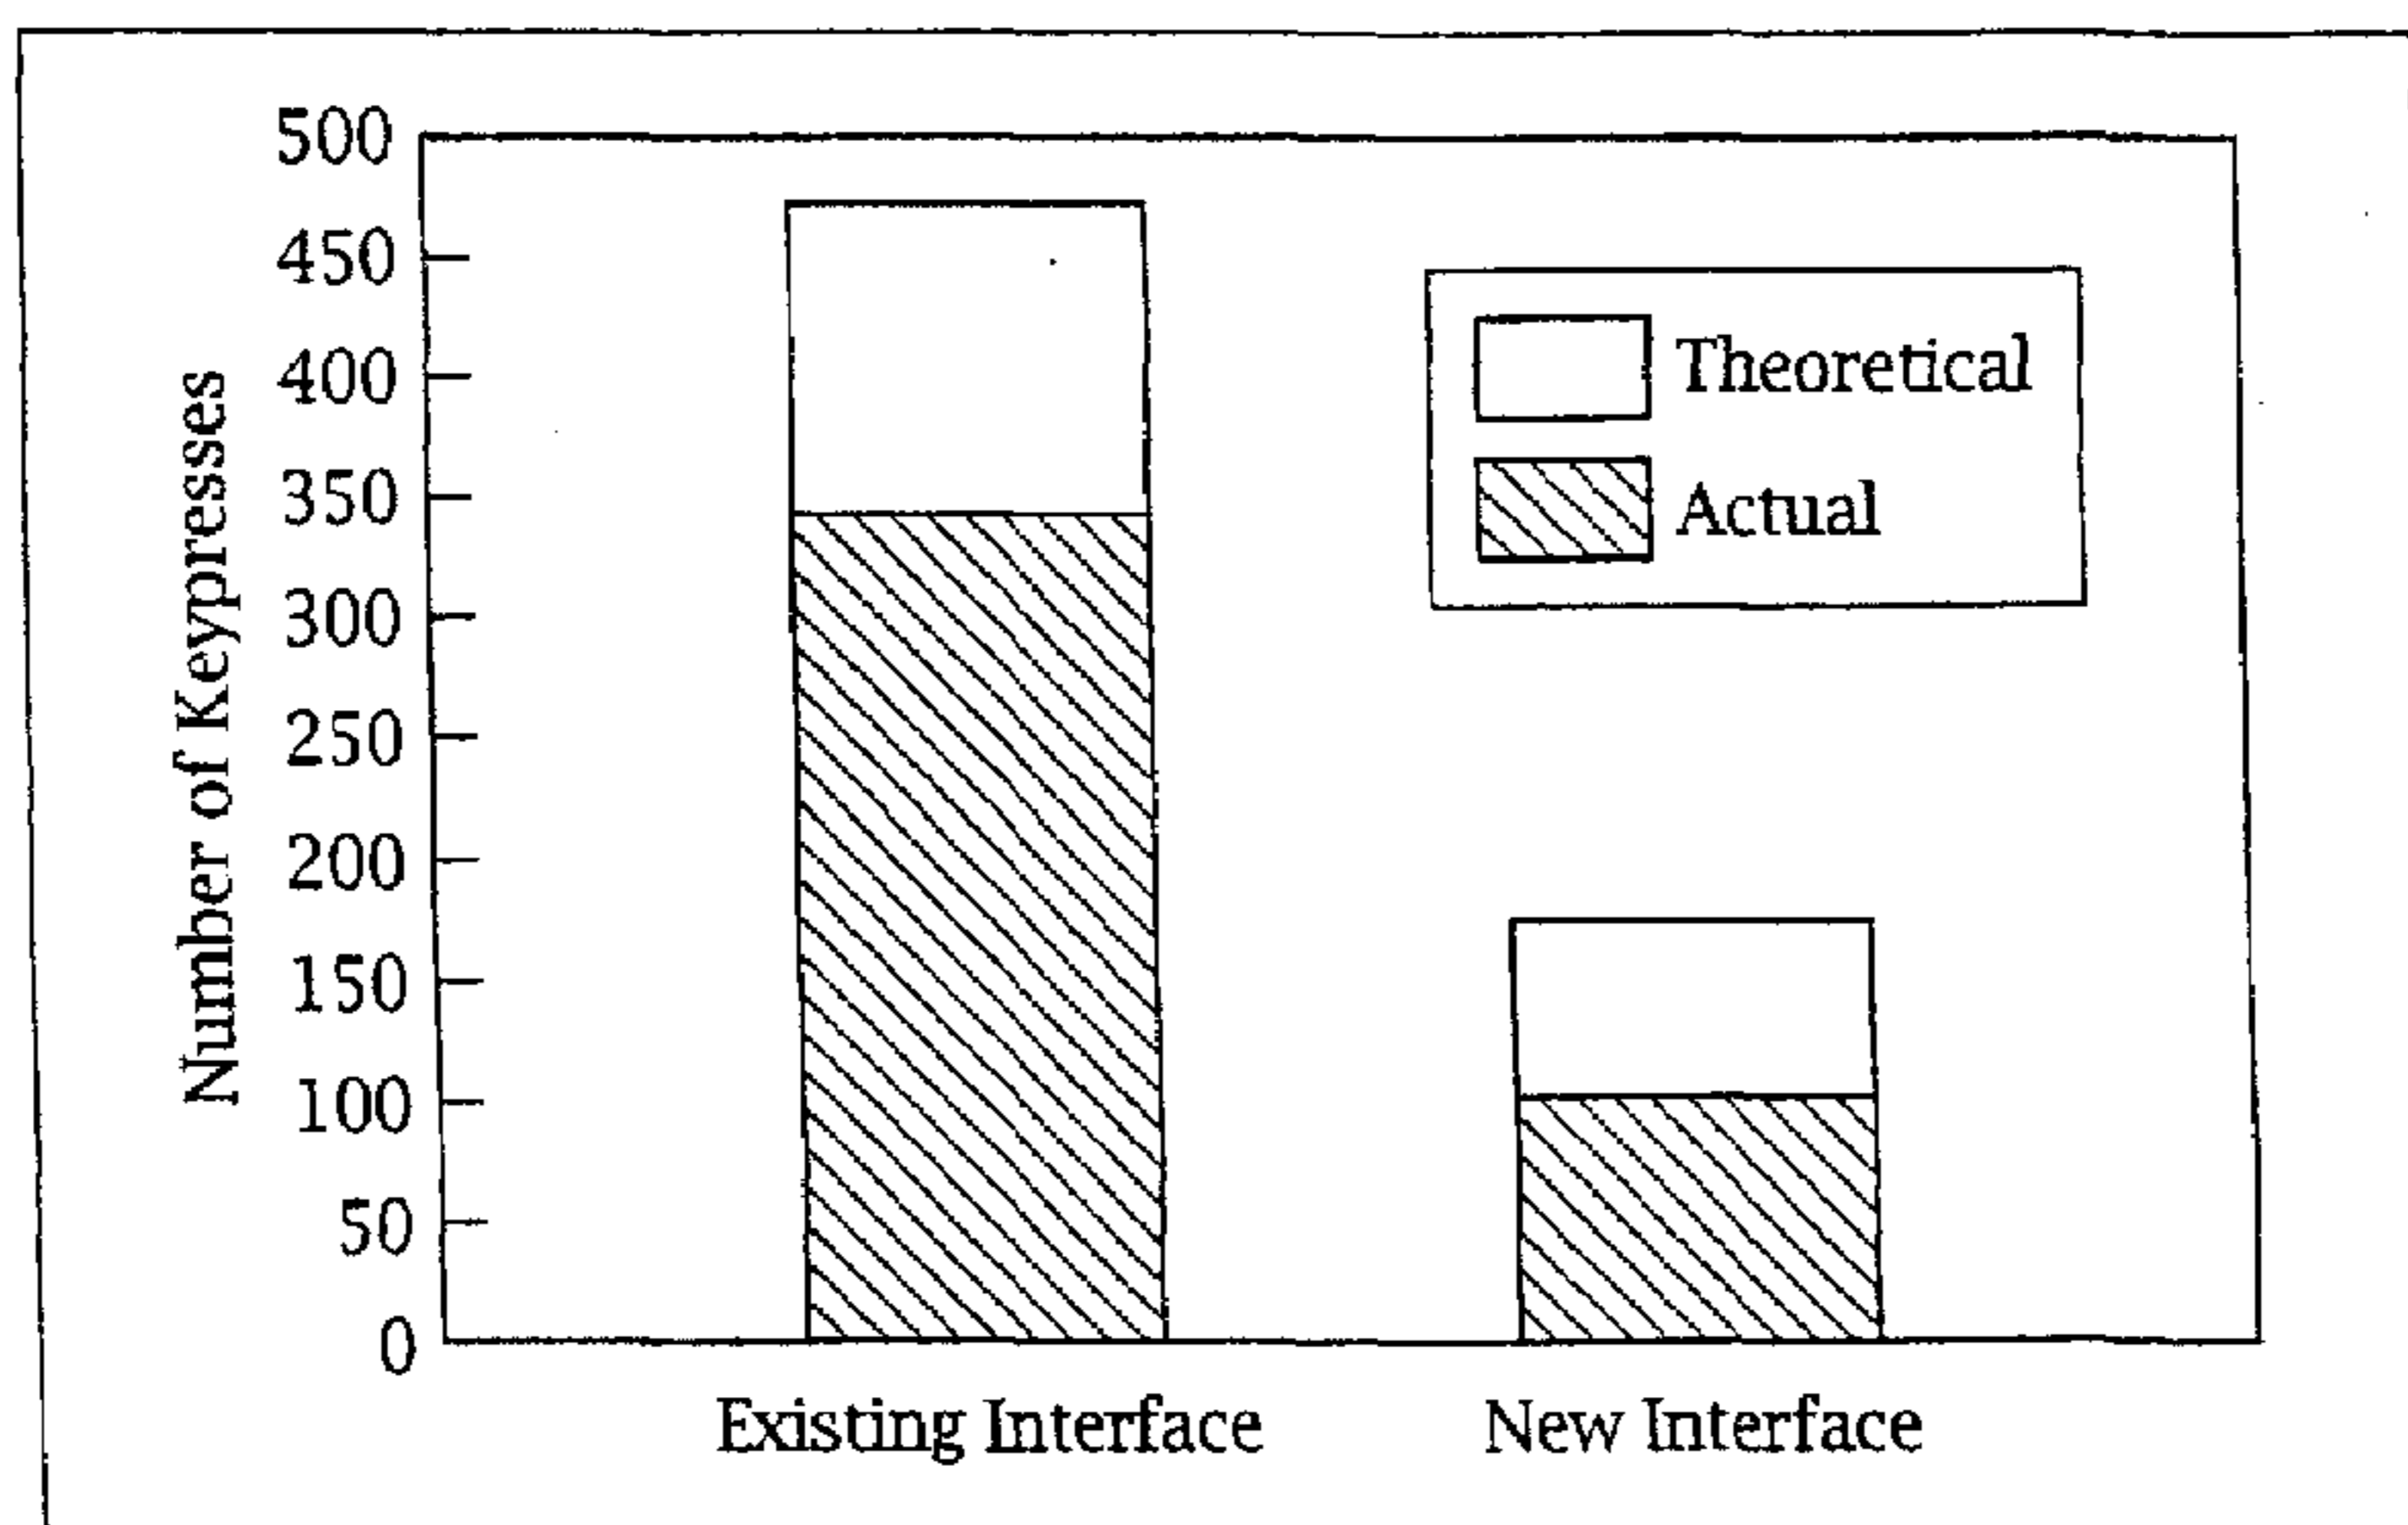 500
450
400
350
300
250
200
150
100
50
0
Number of Keypresses
Theoretical
Actual
Existing Interface
New Interface